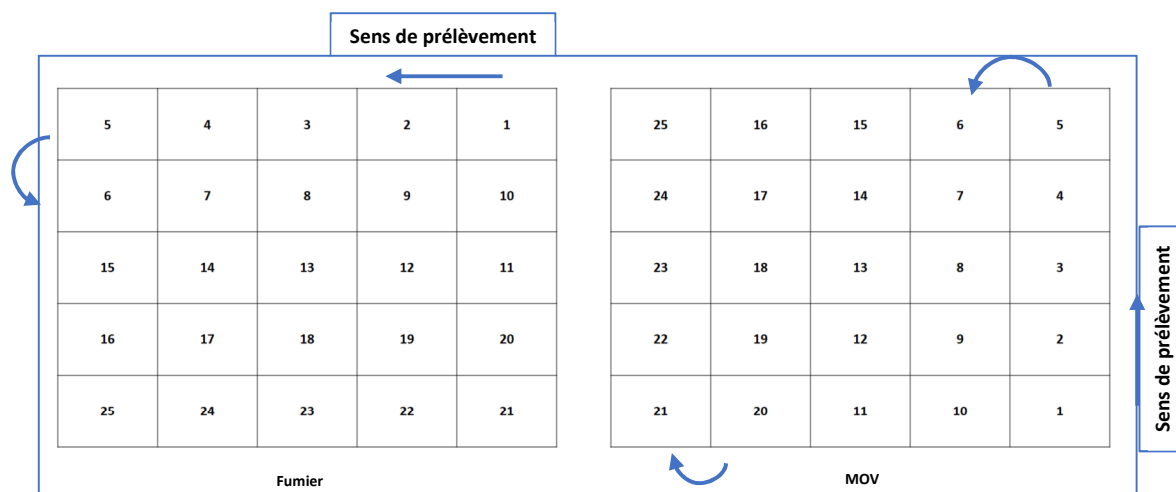 Sens de prélèvement
5 4 3 2 1
6 7 8 9 10
15 14 13 12 11
16 17 18 19 20
25 24 23 22 21
Fumier
25 16 15 6 5
24 17 14 7 4
23 18 13 8 3
22 19 12 9 2
21 20 11 10 1
MOV
Sens de prélèvement